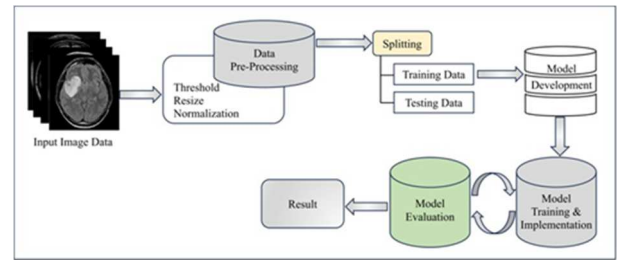 Input Image Data
Threshold
Resize
Normalization
Data
Pre-Processing
Splitting
Training Data
Testing Data
Model
Development
Model
Training &
Implementation
Model
Evaluation
Result